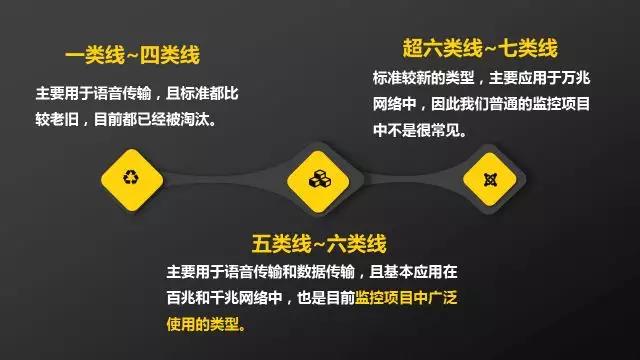 一类线~四类线
主要用于语音传输，且标准都比
较老旧，目前都已经被淘汰。
超六类线~七类线
标准较新的类型，主要应用于万兆
网络中，因此我们普通的监控项目
中不是很常见。
五类线~六类线
主要用于语音传输和数据传输，且基本应用在
百兆和千兆网络中，也是目前监控项目中广泛
使用的类型。